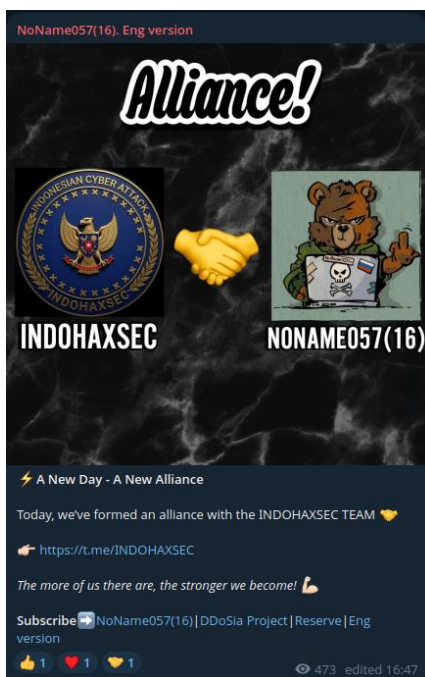 NoName057(16). Eng version
Alliance!
INDONESIAN CYBER ATTACK
INDOHAXSEC
INDOHAXSEC
NONAME057(16)
⚡ A New Day - A New Alliance
Today, we've formed an alliance with the INDOHAXSEC TEAM 🤝
👉🏻 https://t.me/INDOHAXSEC
The more of us there are, the stronger we become! 💪🏻
Subscribe➡️NoName057(16)|DDoSia Project|Reserve|Eng
version
👍 1 ❤️ 1 🤝 1 473 edited 16:47